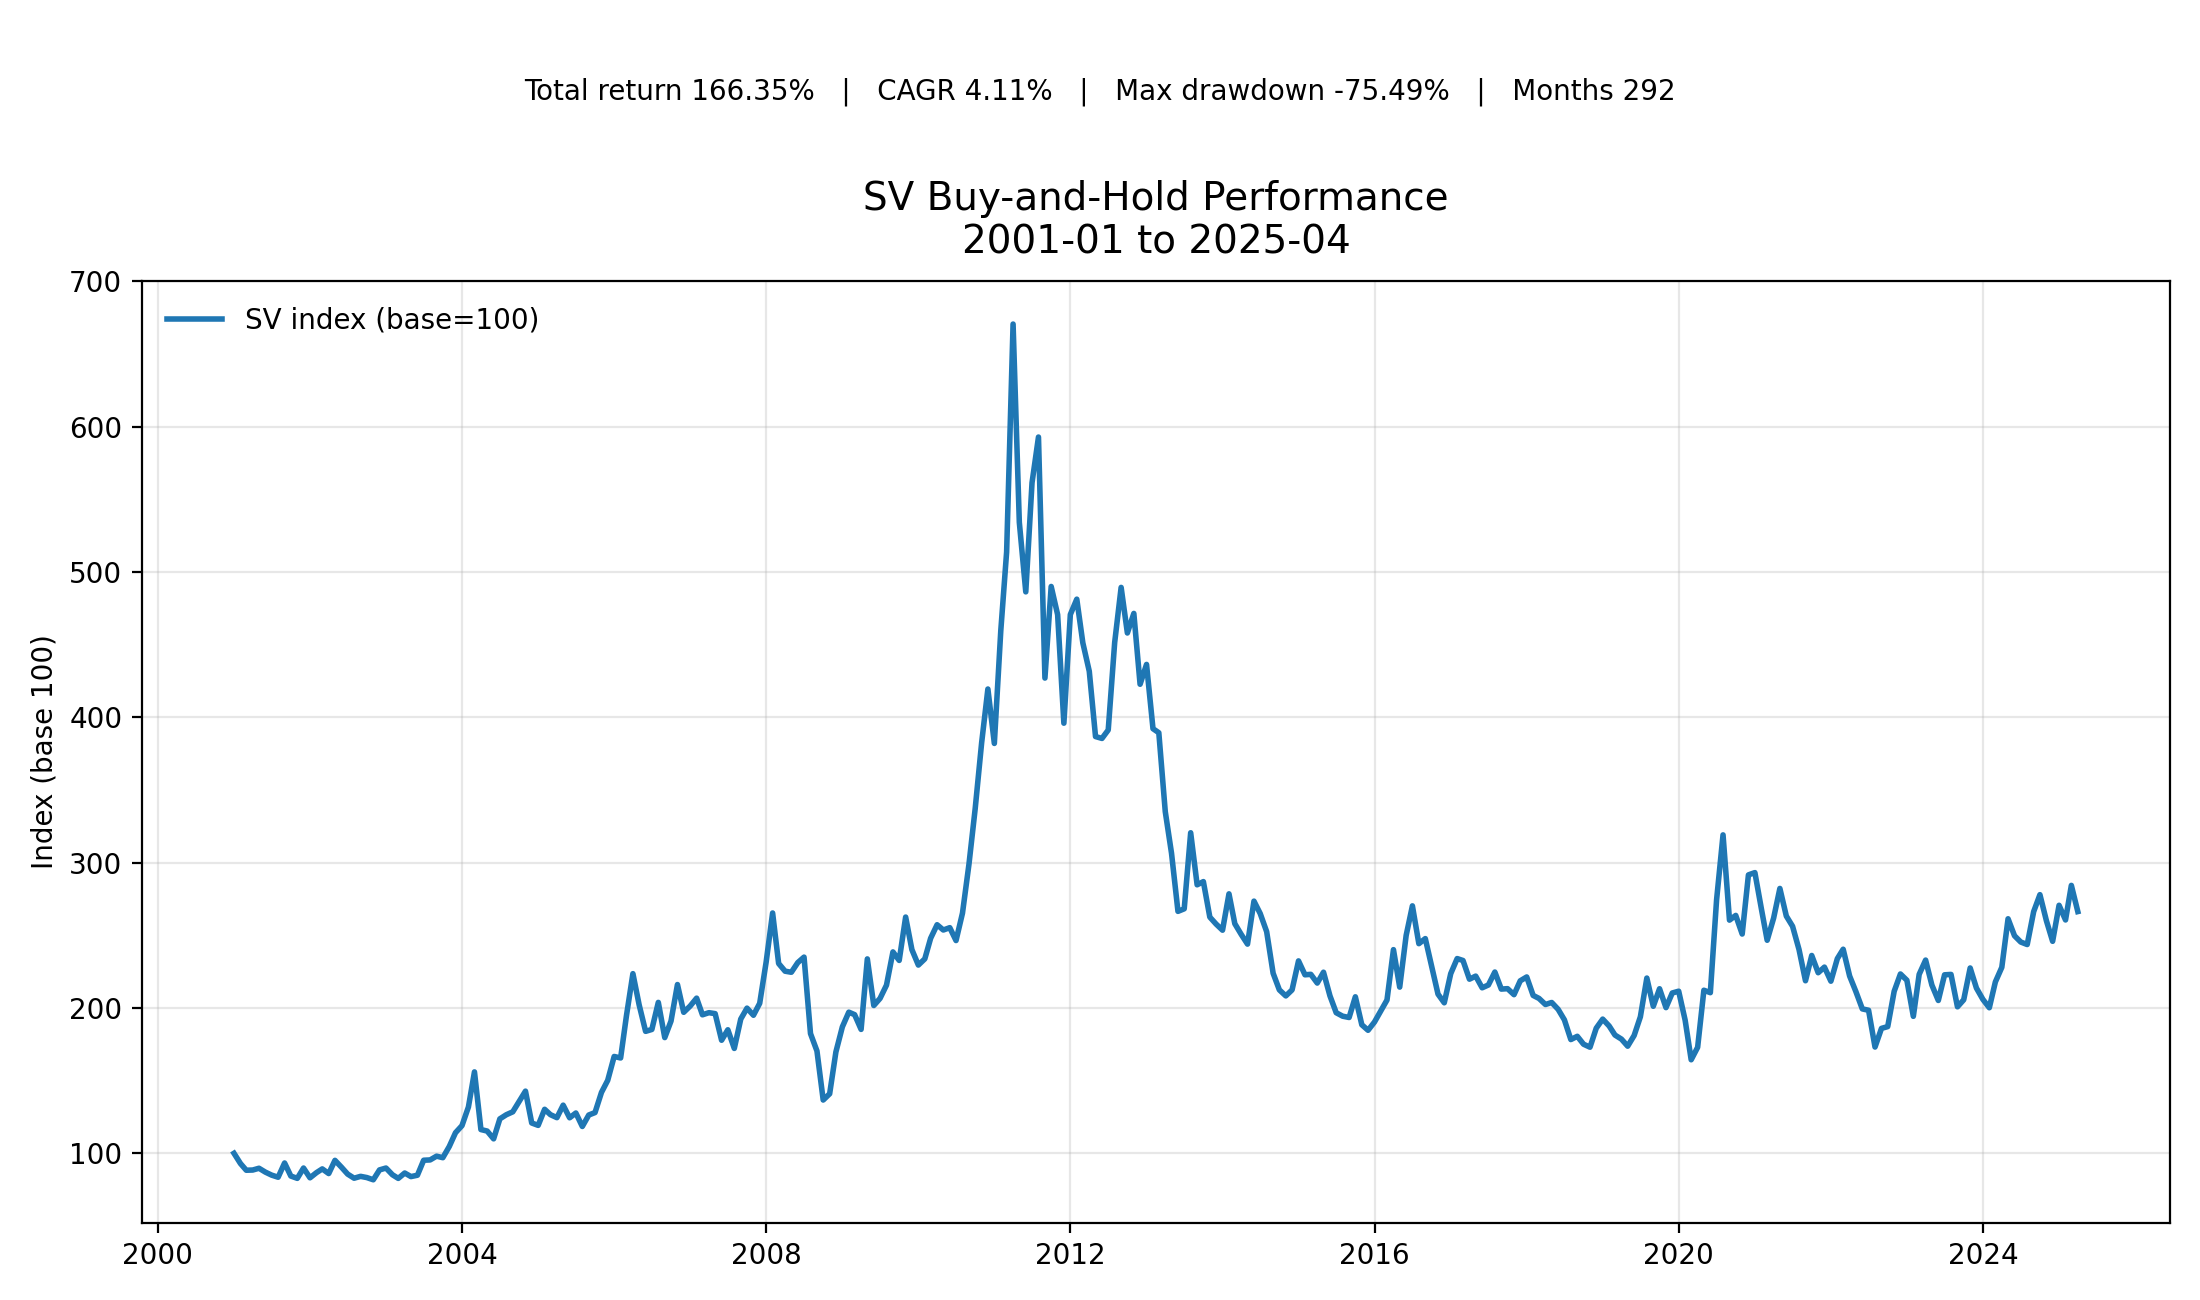 Total return 166.35%   |   CAGR 4.11%   |   Max drawdown -75.49%   |   Months 292
SV Buy-and-Hold Performance
2001-01 to 2025-04
SV index (base=100)
Index (base 100)
700
600
500
400
300
200
100
2000
2004
2008
2012
2016
2020
2024